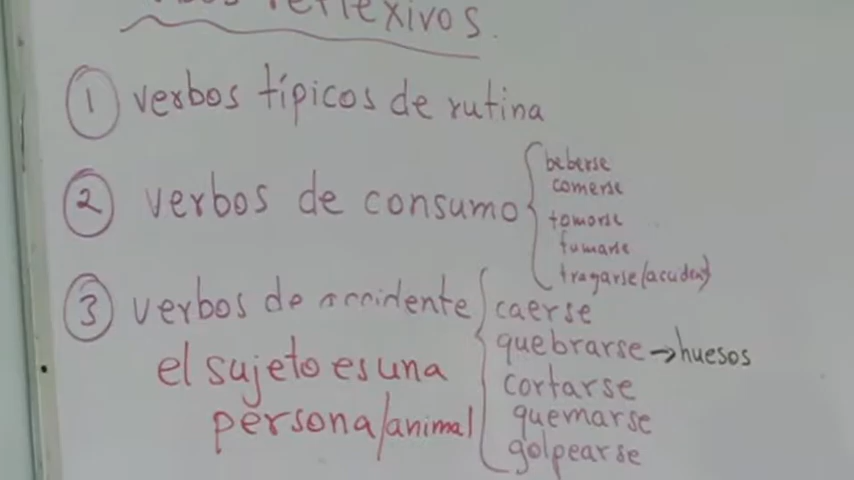 reflexivos.
1 verbos típicos de rutina
2 verbos de consumo
beberse
comerse
tomarse
fumarse
tragarse
3 verbos de accidente
el sujeto es una
persona/animal
caerse
quebrarse → huesos
cortarse
quemarse
golpearse